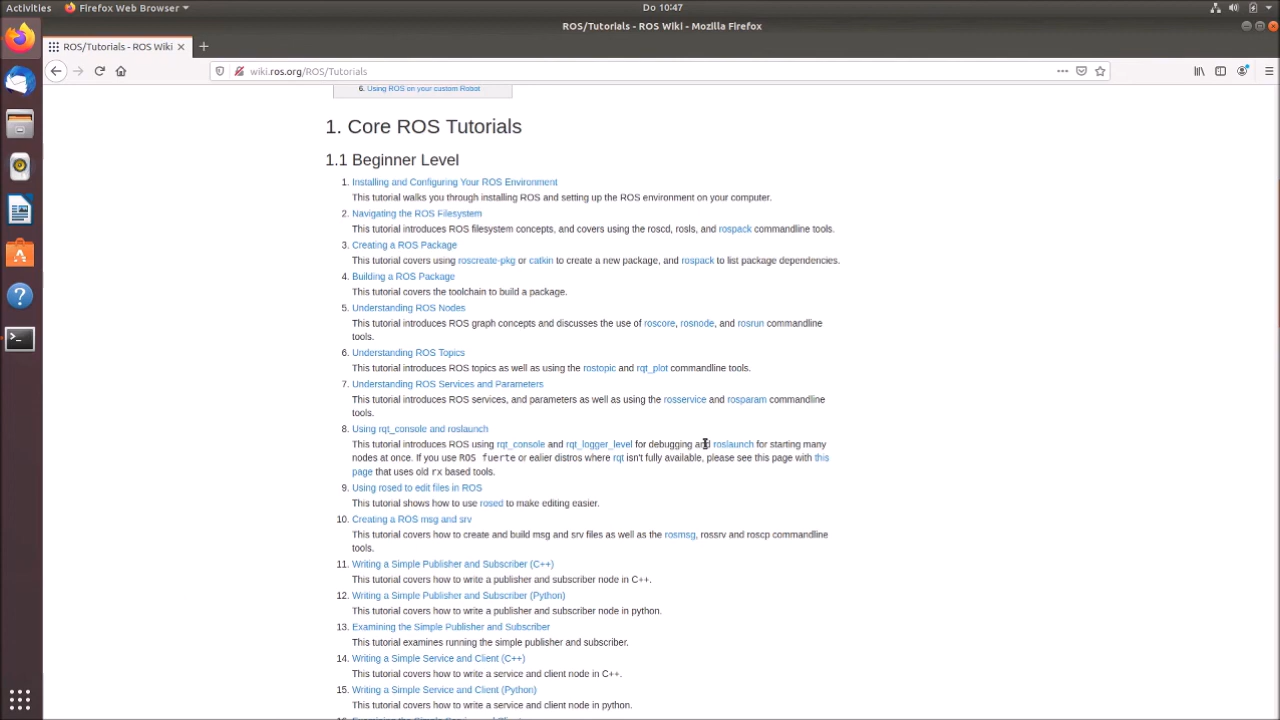 Activities Firefox Web Browser Do 10:47
ROS/Tutorials - ROS Wiki - Mozilla Firefox
ROS/Tutorials - ROS Wiki
wiki.ros.org/ROS/Tutorials
6. Using ROS on your custom Robot
1. Core ROS Tutorials
1.1 Beginner Level
1. Installing and Configuring Your ROS Environment
This tutorial walks you through installing ROS and setting up the ROS environment on your computer.
2. Navigating the ROS Filesystem
This tutorial introduces ROS filesystem concepts, and covers using the roscd, rosls, and rospack commandline tools.
3. Creating a ROS Package
This tutorial covers using roscreate-pkg or catkin to create a new package, and rospack to list package dependencies.
4. Building a ROS Package
This tutorial covers the toolchain to build a package.
5. Understanding ROS Nodes
This tutorial introduces ROS graph concepts and discusses the use of roscore, rosnode, and rosrun commandline
tools.
6. Understanding ROS Topics
This tutorial introduces ROS topics as well as using the rostopic and rqt_plot commandline tools.
7. Understanding ROS Services and Parameters
This tutorial introduces ROS services, and parameters as well as using the rosservice and rosparam commandline
tools.
8. Using rqt_console and roslaunch
This tutorial introduces ROS using rqt_console and rqt_logger_level for debugging and roslaunch for starting many
nodes at once. If you use ROS fuerte or ealier distros where rqt isn't fully available, please see this page with this
page that uses old rx based tools.
9. Using rosed to edit files in ROS
This tutorial shows how to use rosed to make editing easier.
10. Creating a ROS msg and srv
This tutorial covers how to create and build msg and srv files as well as the rosmsg, rossrv and roscp commandline
tools.
11. Writing a Simple Publisher and Subscriber (C++)
This tutorial covers how to write a publisher and subscriber node in C++.
12. Writing a Simple Publisher and Subscriber (Python)
This tutorial covers how to write a publisher and subscriber node in python.
13. Examining the Simple Publisher and Subscriber
This tutorial examines running the simple publisher and subscriber.
14. Writing a Simple Service and Client (C++)
This tutorial covers how to write a service and client node in C++.
15. Writing a Simple Service and Client (Python)
This tutorial covers how to write a service and client node in python.